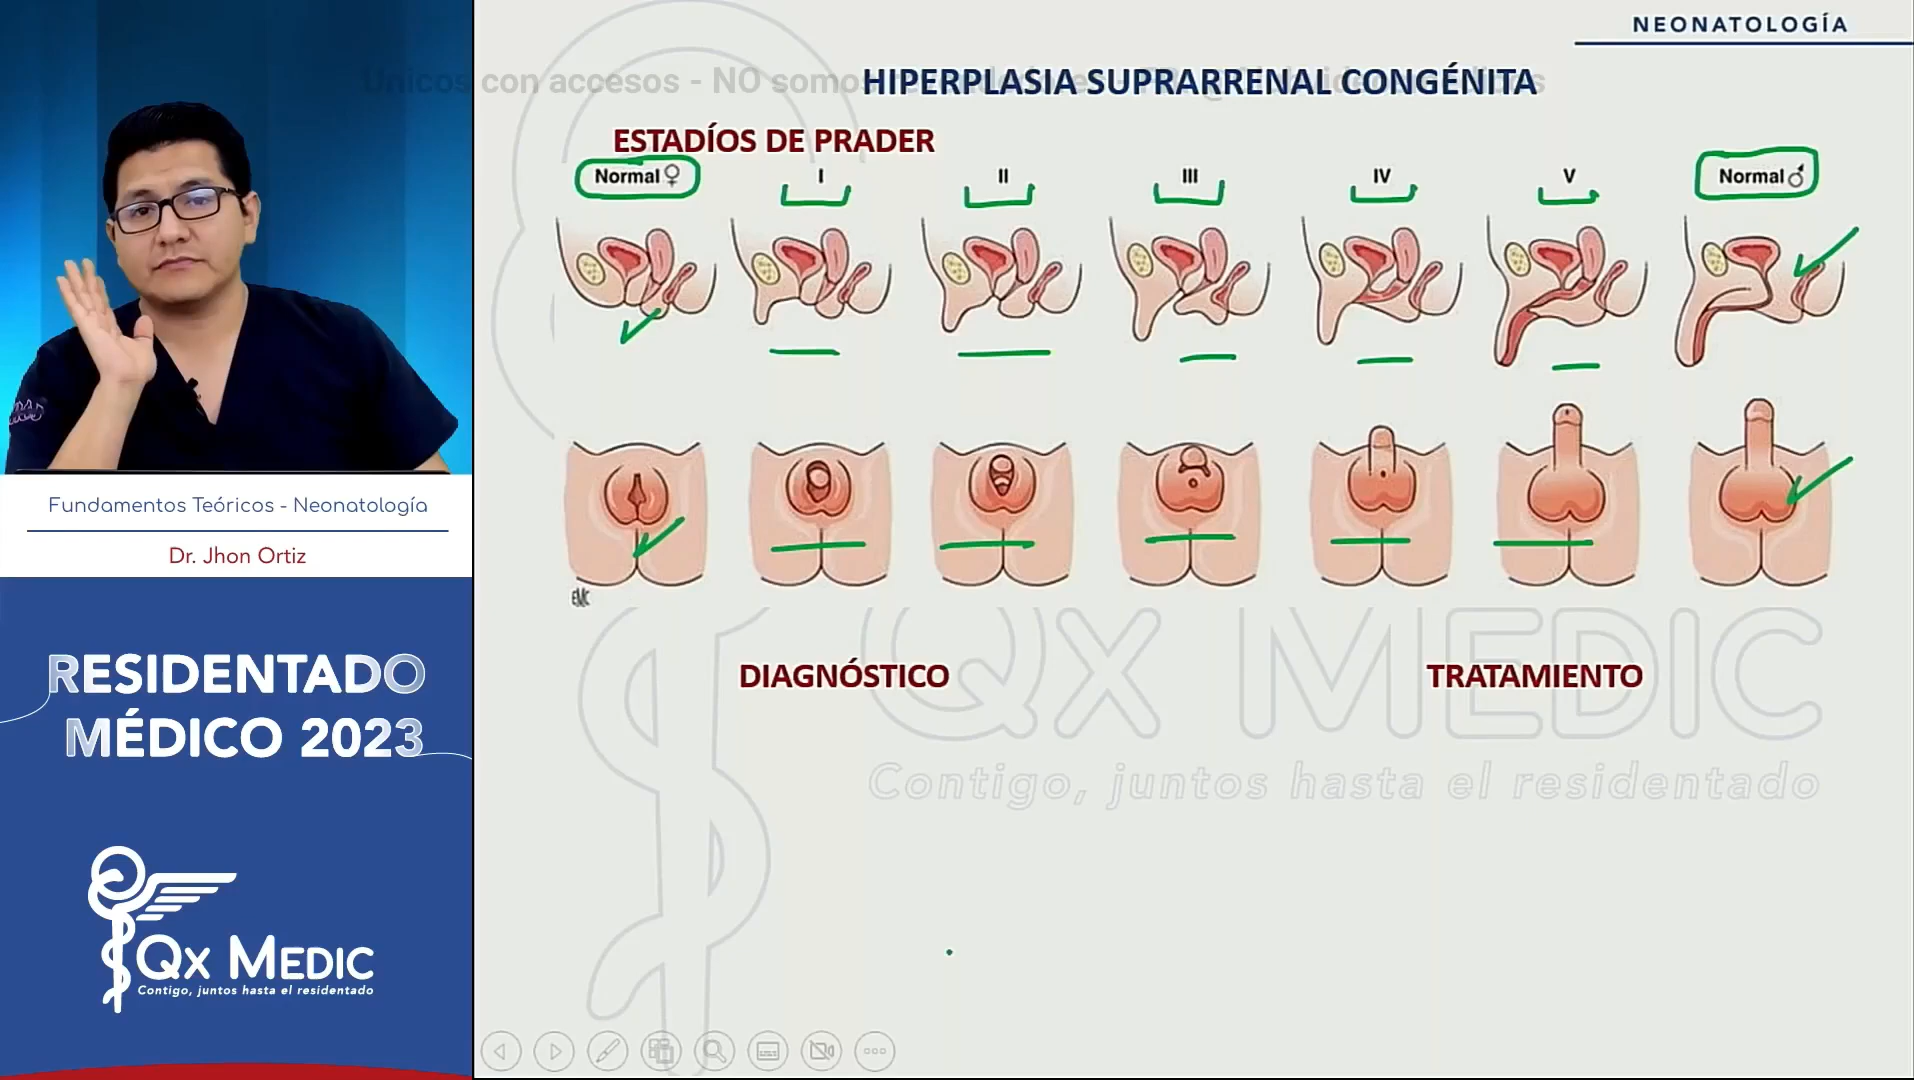 NEONATOLOGÍA
Unicos con accesos - NO somos
HIPERPLASIA SUPRARRENAL CONGÉNITA
ESTADÍOS DE PRADER
Normal ♀
I
II
III
IV
V
Normal ♂
EMC
DIAGNÓSTICO
TRATAMIENTO
QX MEDIC
Contigo, juntos hasta el residentado
Fundamentos Teóricos - Neonatología
Dr. Jhon Ortiz
RESIDENTADO
MÉDICO 2023
QX MEDIC
Contigo, juntos hasta el residentado